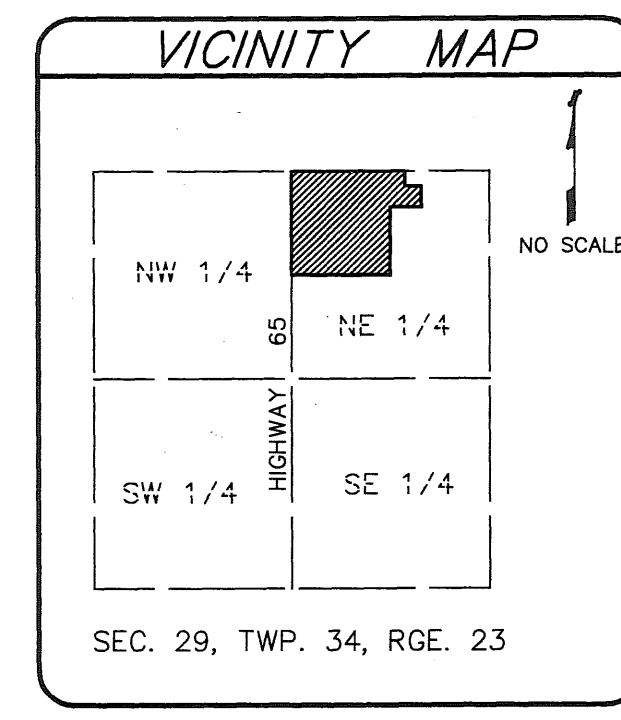 VICINITY MAP
NO SCALE
NW 1/4
65
NE 1/4
HIGHWAY
SW 1/4
SE 1/4
SEC. 29, TWP. 34, RGE. 23